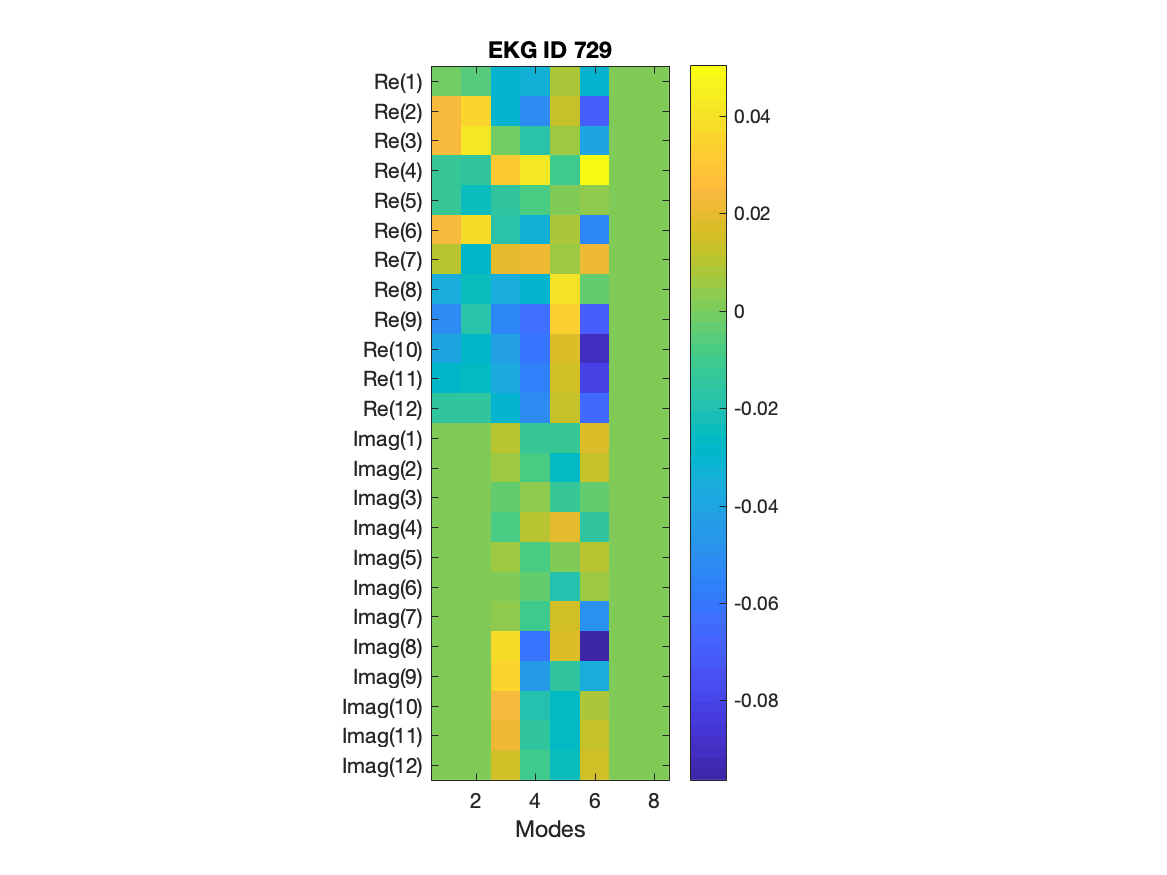 EKG ID 729
Re(1)
Re(2)
Re(3)
Re(4)
Re(5)
Re(6)
Re(7)
Re(8)
Re(9)
Re(10)
Re(11)
Re(12)
Imag(1)
Imag(2)
Imag(3)
Imag(4)
Imag(5)
Imag(6)
Imag(7)
Imag(8)
Imag(9)
Imag(10)
Imag(11)
Imag(12)
2 4 6 8
Modes
0.04
0.02
0
-0.02
-0.04
-0.06
-0.08